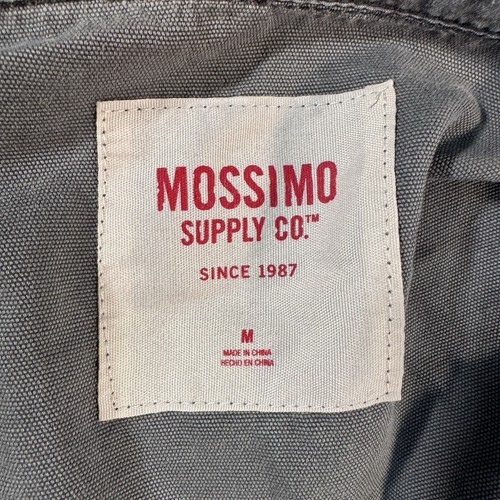 MOSSIMO
SUPPLY CO.™
SINCE 1987
M
MADE IN CHINA
HECHO EN CHINA